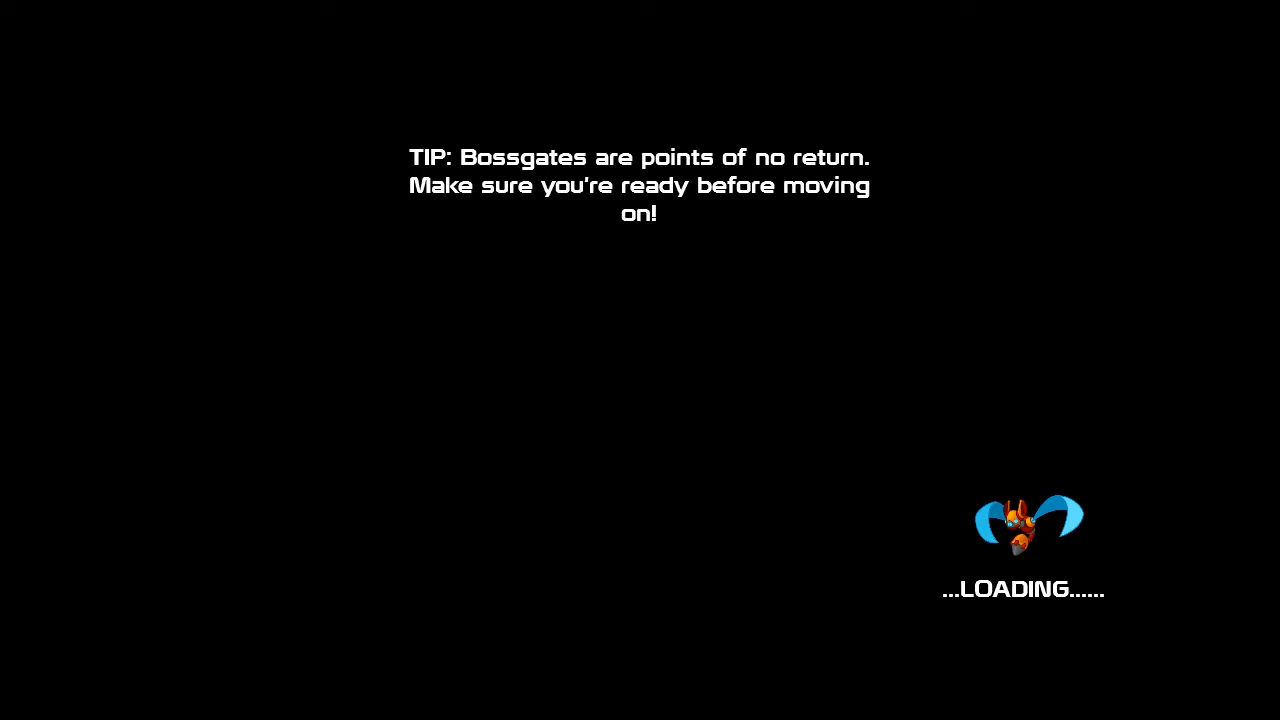 TIP: Bossgates are points of no return.
Make sure you're ready before moving
on!
...LOADING......